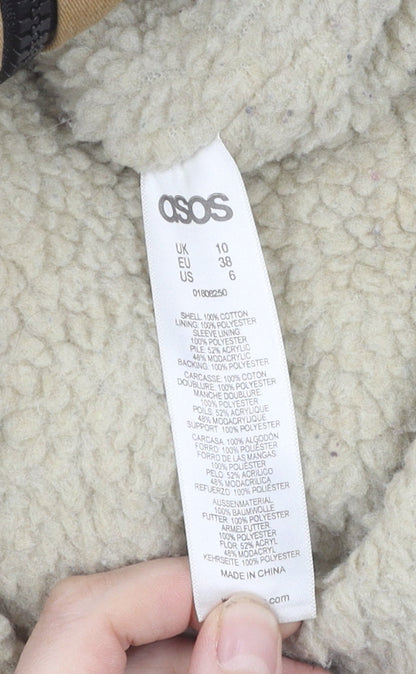 asos
UK 10
EU 38
US 6
01808250
SHELL: 100% COTTON
LINING: 100% POLYESTER
SLEEVE LINING:
100% POLYESTER
PILE: 52% ACRYLIC
48% MODACRYLIC
BACKING: 100% POLYESTER
CARCASSE: 100% COTON
DOUBLURE: 100% POLYESTER
MANCHE DOUBLURE:
100% POLYESTER
POILS: 52% ACRYLIQUE
48% MODACRYLIQUE
SUPPORT: 100% POLYESTER
CARCASA: 100% ALGODÓN
FORRO: 100% POLIÉSTER
FORRO DE LAS MANGAS:
100% POLIÉSTER
PELO: 52% ACRÍLICO
48% MODACRÍLICO
REFUERZO: 100% POLIÉSTER
AUSSENMATERIAL:
100% BAUMWOLLE
FUTTER: 100% POLYESTER
ÄRMELFUTTER:
100% POLYESTER
FLOR: 52% ACRYL
48% MODACRYL
KEHRSEITE: 100% POLYESTER
MADE IN CHINA
.com